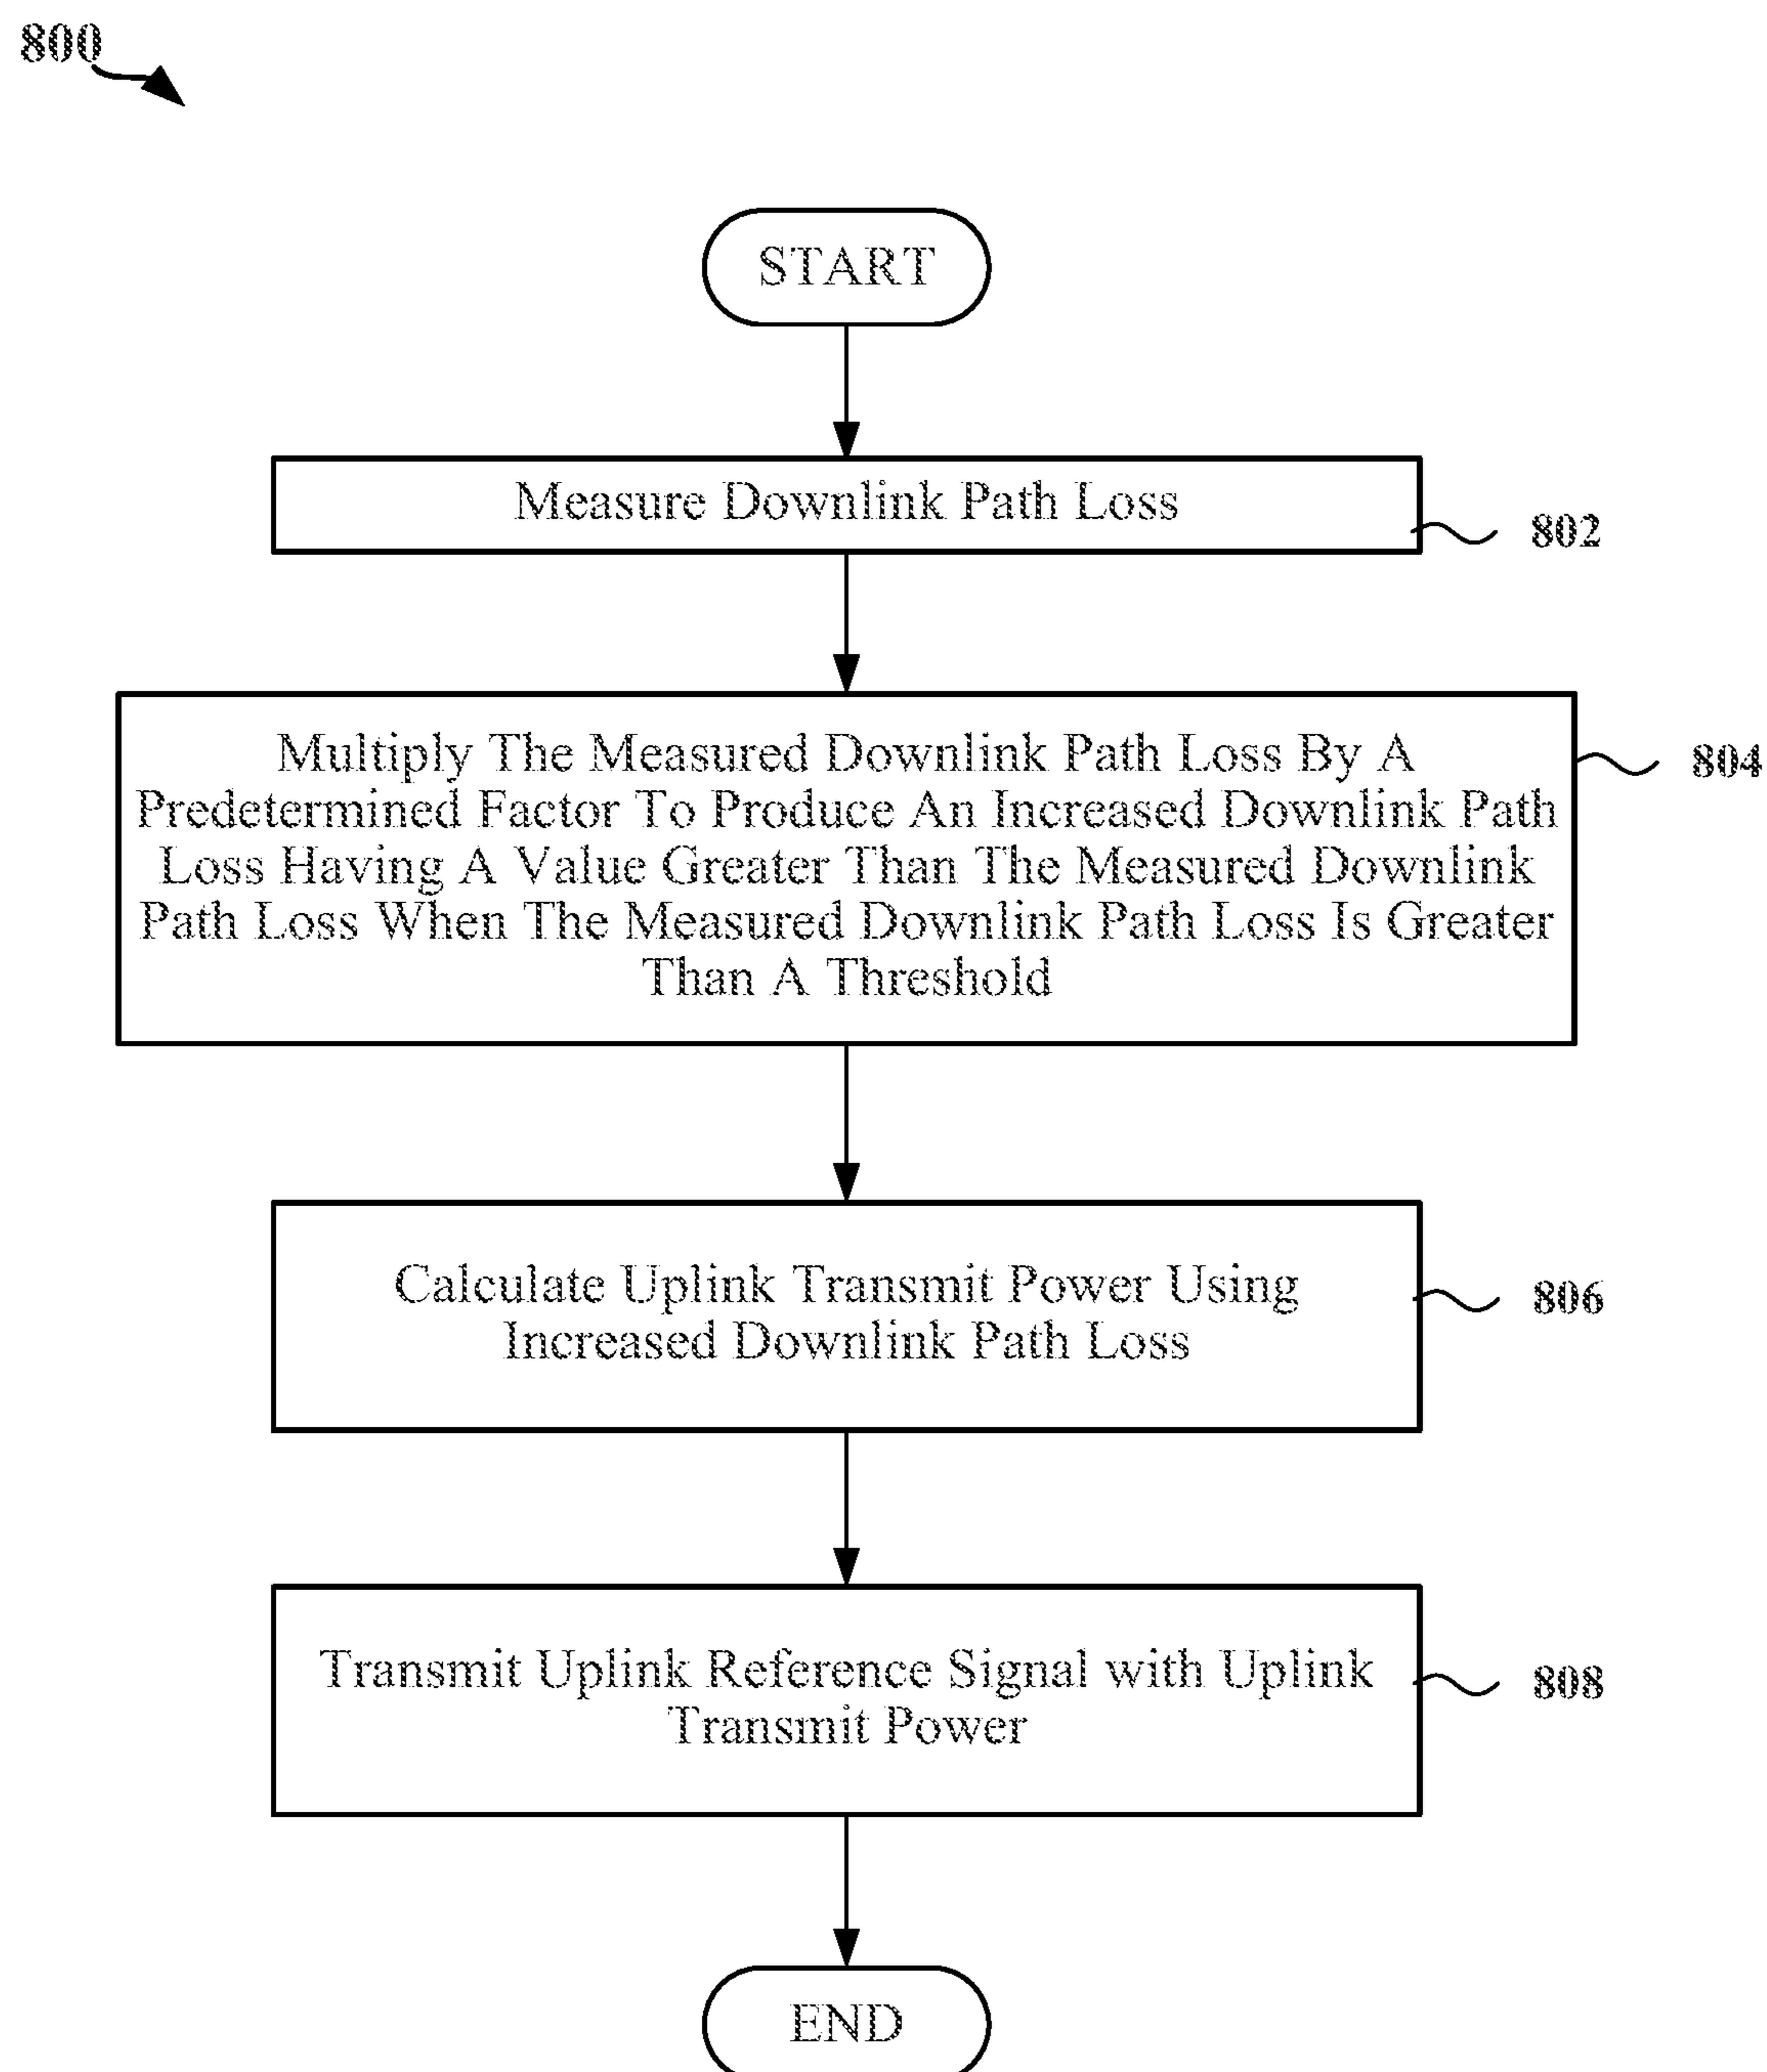 800
START
Measure Downlink Path Loss
802
Multiply The Measured Downlink Path Loss By A
Predetermined Factor To Produce An Increased Downlink Path
Loss Having A Value Greater Than The Measured Downlink
Path Loss When The Measured Downlink Path Loss Is Greater
Than A Threshold
804
Calculate Uplink Transmit Power Using
Increased Downlink Path Loss
806
Transmit Uplink Reference Signal with Uplink
Transmit Power
808
END